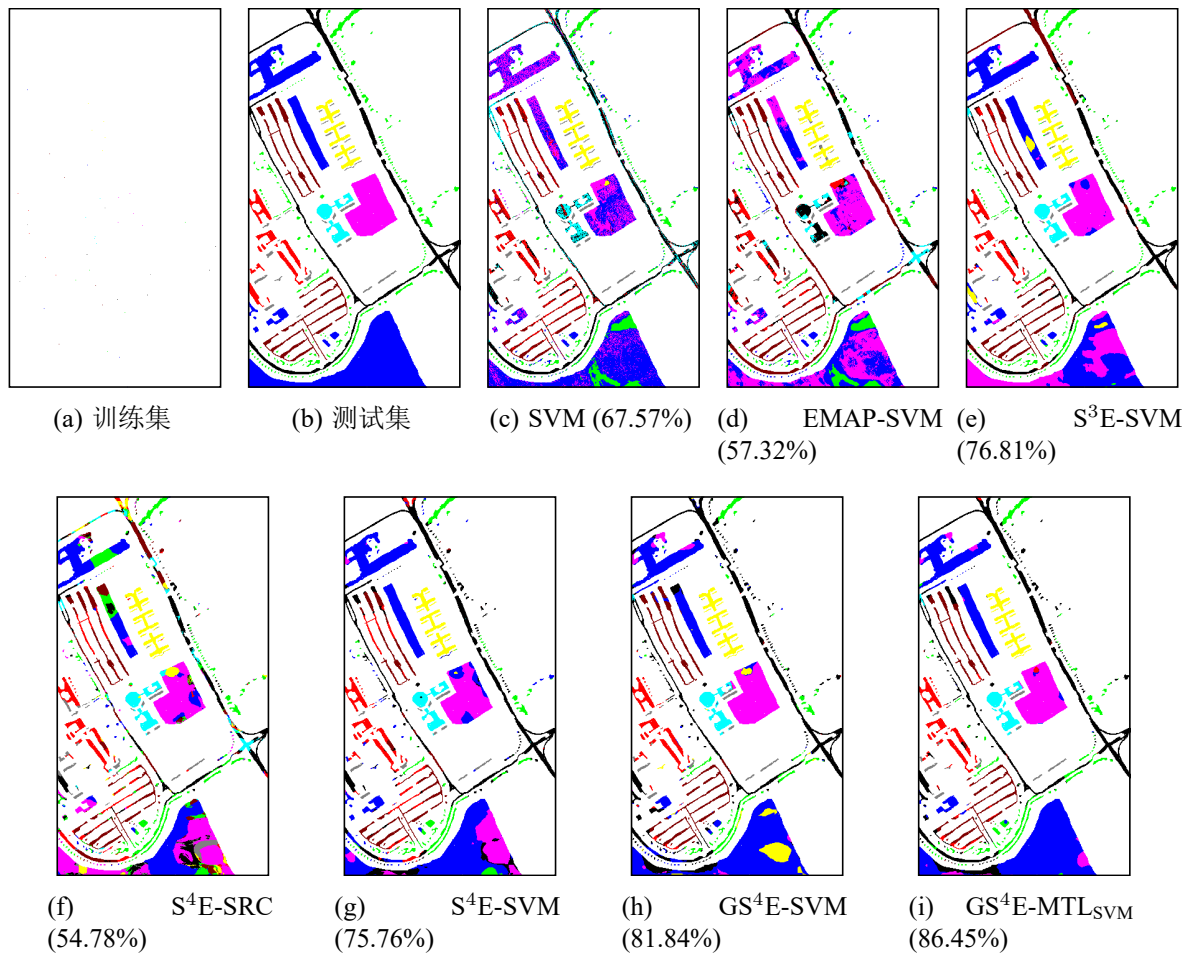 (a) 训练集
(b) 测试集
(c) SVM (67.57%)
(d) EMAP-SVM
(57.32%)
(e) S³E-SVM
(76.81%)
(f) S⁴E-SRC
(54.78%)
(g) S⁴E-SVM
(75.76%)
(h) GS⁴E-SVM
(81.84%)
(i) GS⁴E-MTL_SVM
(86.45%)